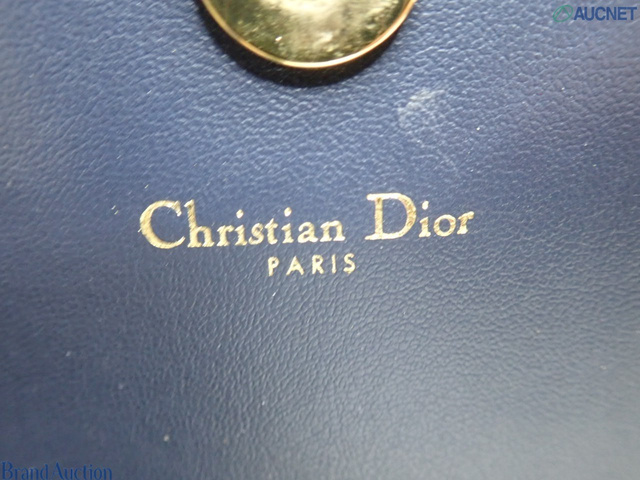 AUCNET
Christian Dior
PARIS
Brand Auction